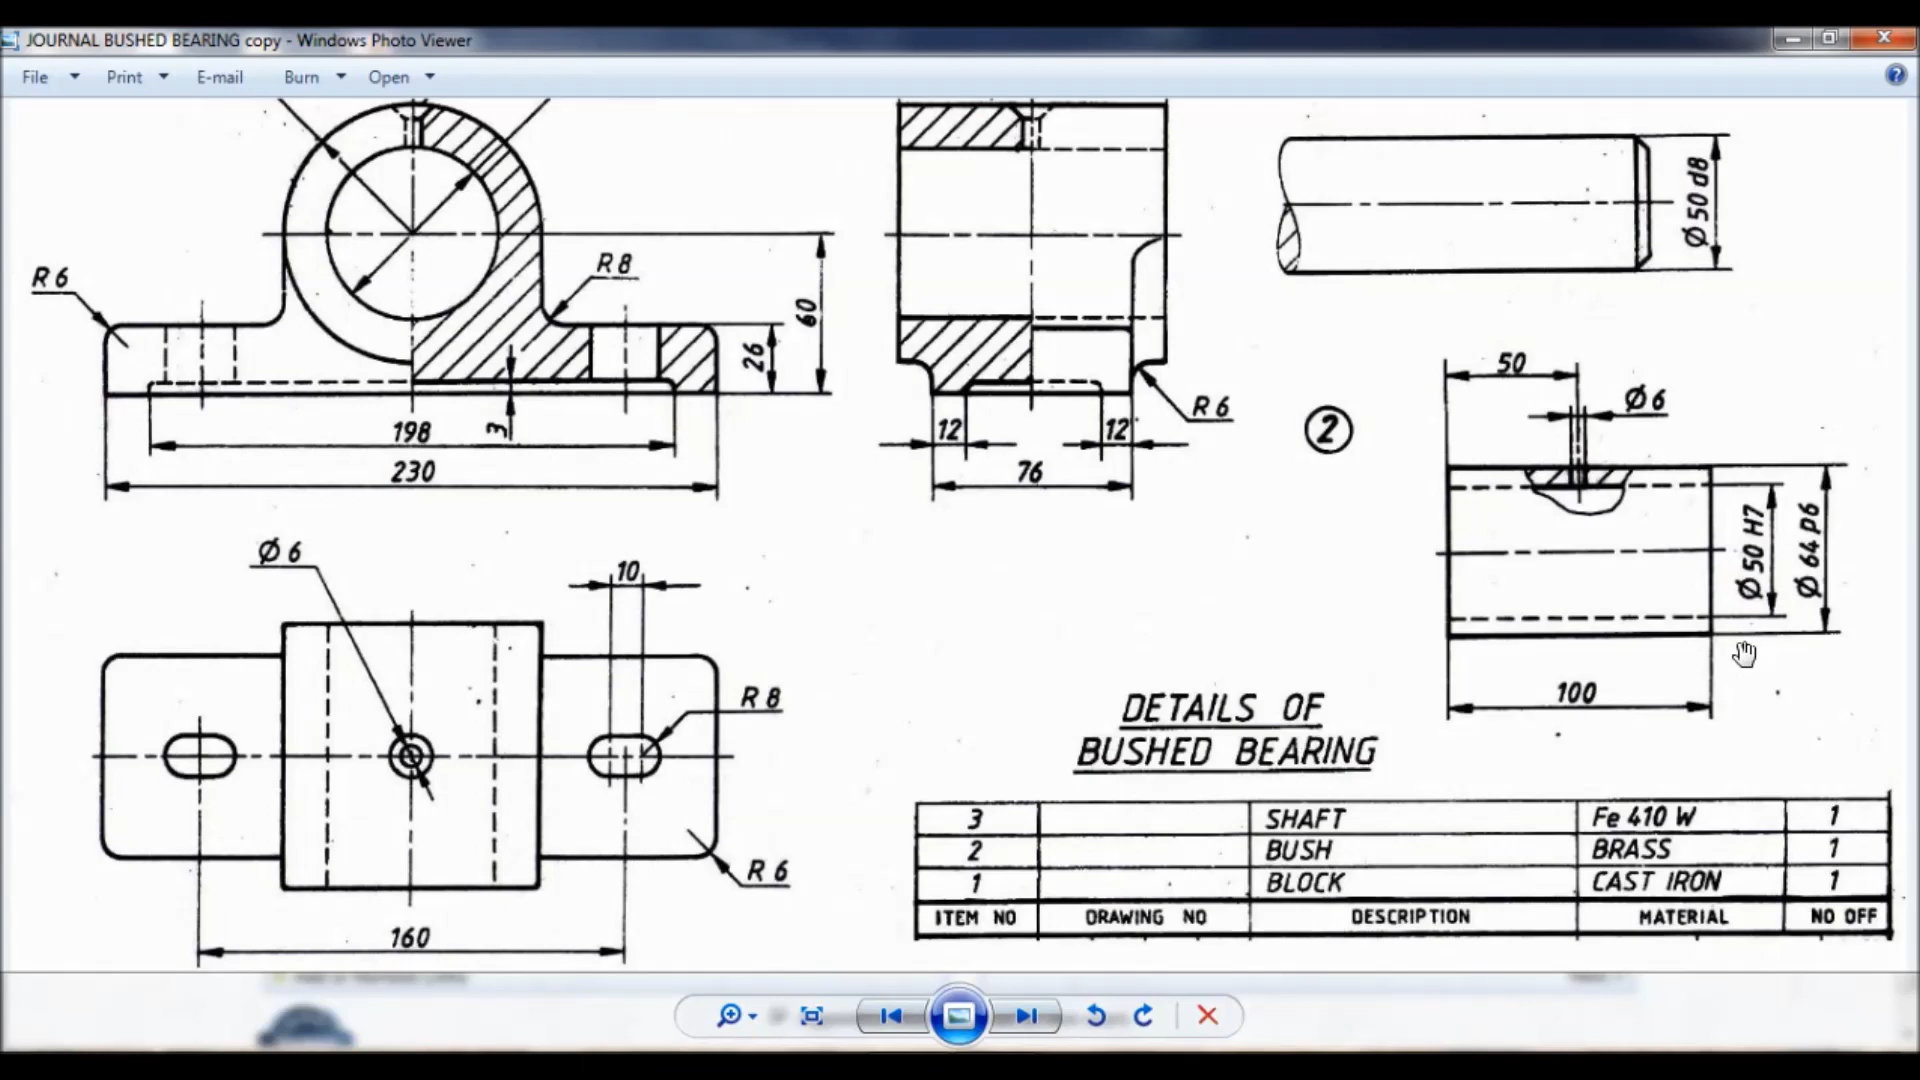 JOURNAL BUSHED BEARING copy - Windows Photo Viewer
File Print E-mail Burn Open
R 6
R 8
60
26
3
198
230
12
12
76
R 6
Ø 50 d8
2
50
Ø 6
Ø 50 H7
Ø 64 p6
100
Ø 6
10
R 8
R 6
160
DETAILS OF
BUSHED BEARING
3 SHAFT Fe 410 W 1
2 BUSH BRASS 1
1 BLOCK CAST IRON 1
ITEM NO DRAWING NO DESCRIPTION MATERIAL NO OFF